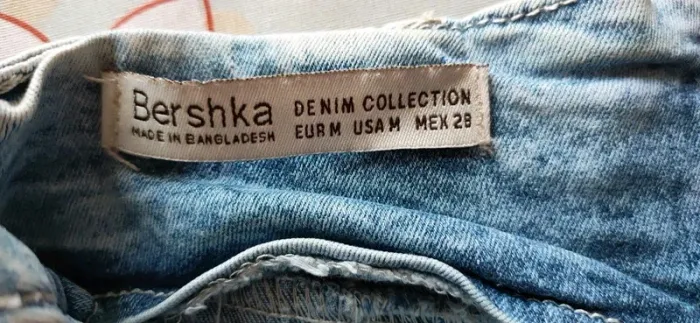 Bershka
MADE IN BANGLADESH
DENIM COLLECTION
EUR M USA M MEX 28